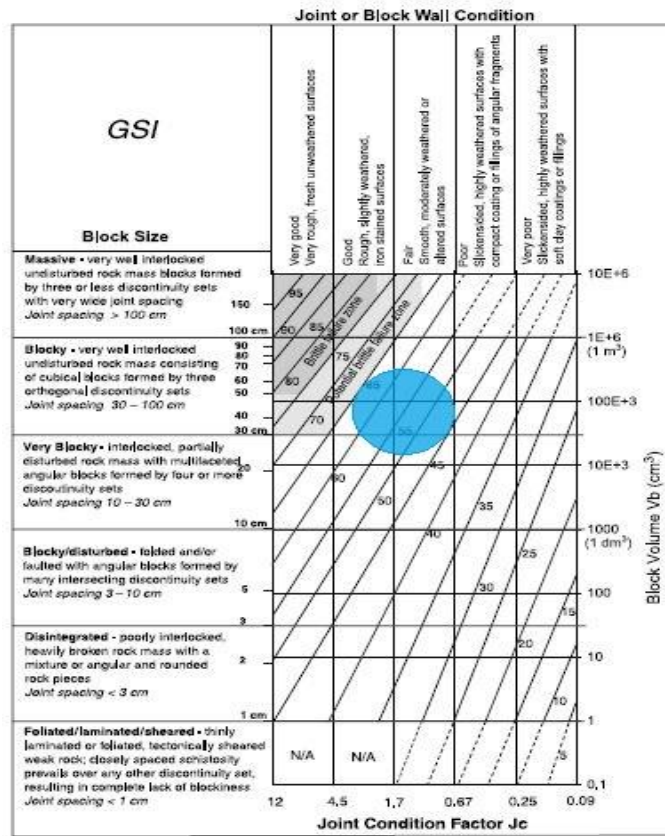 Joint or Block Wall Condition
GSI
Very good
Very rough, fresh unweathered surfaces
Good
Rough, slightly weathered,
iron stained surfaces
Fair
Smooth, moderately weathered or
altered surfaces
Poor
Slickensided, highly weathered surfaces with
compact coating or fillings of angular fragments
Very poor
Slickensided, highly weathered surfaces with
soft clay coatings or fillings
Block Size
Massive - very well interlocked
undisturbed rock mass blocks formed
by three or less discontinuity sets
with very wide joint spacing
Joint spacing > 100 cm
Blocky - very well interlocked
undisturbed rock mass consisting
of cubical blocks formed by three
orthogonal discontinuity sets
Joint spacing 30 – 100 cm
Very Blocky - interlocked, partially
disturbed rock mass with multifaceted
angular blocks formed by four or more
discoutinuity sets
Joint spacing 10 – 30 cm
Blocky/disturbed - folded and/or
faulted with angular blocks formed by
many intersecting discontinuity sets
Joint spacing 3 – 10 cm
Disintegrated - poorly interlocked,
heavily broken rock mass with a
mixture or angular and rounded
rock pieces
Joint spacing < 3 cm
Foliated/laminated/sheared - thinly
laminated or foliated, tectonically sheared
weak rock; closely spaced schistosity
prevails over any other discontinuity set,
resulting in complete lack of blockiness
Joint spacing < 1 cm
150
100 cm
90
80
70
60
50
40
30 cm
20
10 cm
5
3
2
1 cm
95
90
85
80
75
70
65
60
55
50
45
40
35
30
25
20
15
10
5
Brittle failure zone
Potential brittle failure zone
N/A
N/A
10E+6
1E+6
(1 m³)
100E+3
10E+3
1000
(1 dm³)
100
10
1
0,1
Block Volume Vb (cm³)
12
4,5
1,7
0.67
0.25
0.09
Joint Condition Factor Jc